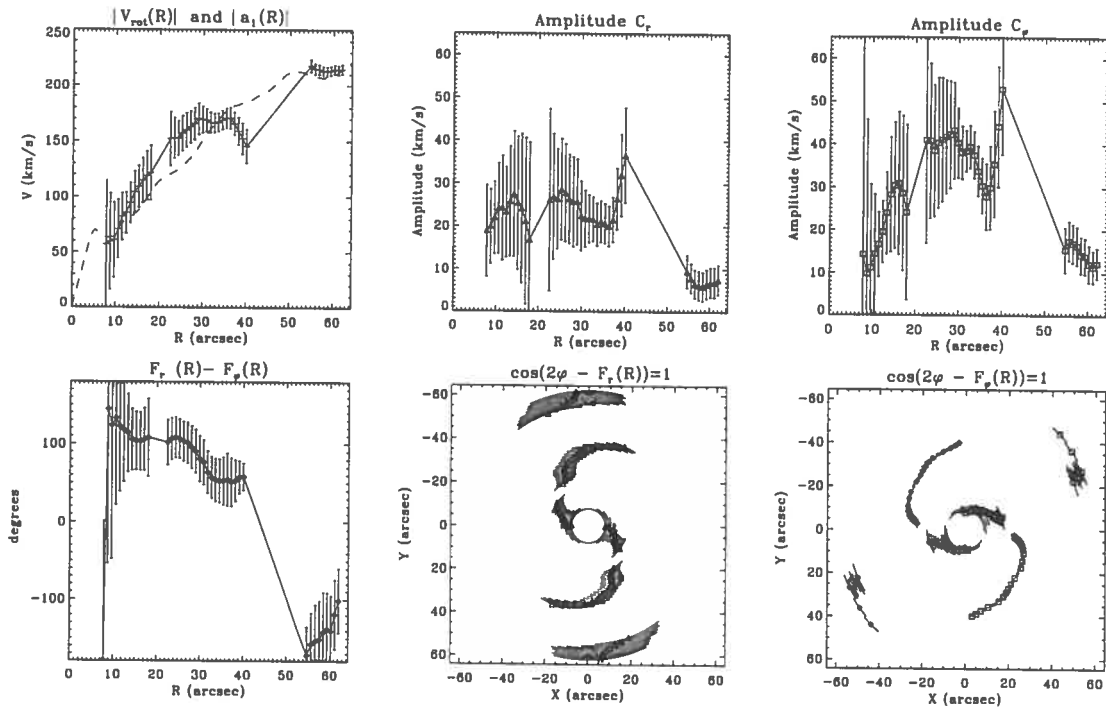 |V_rot(R)| and |a_1(R)|
Amplitude C_r
Amplitude C_φ
250
200
150
100
50
0
V (km/s)
0 10 20 30 40 50 60
R (arcsec)
60
50
40
30
20
10
0
Amplitude (km/s)
0 10 20 30 40 50 60
R (arcsec)
60
50
40
30
20
10
0
Amplitude (km/s)
0 10 20 30 40 50 60
R (arcsec)
F_r (R)- F_φ(R)
cos(2φ - F_r(R))=1
cos(2φ - F_φ(R))=1
100
0
-100
degrees
0 10 20 30 40 50 60
R (arcsec)
-60
-40
-20
0
20
40
60
Y (arcsec)
-60 -40 -20 0 20 40 60
X (arcsec)
-60
-40
-20
0
20
40
60
Y (arcsec)
-60 -40 -20 0 20 40 60
X (arcsec)